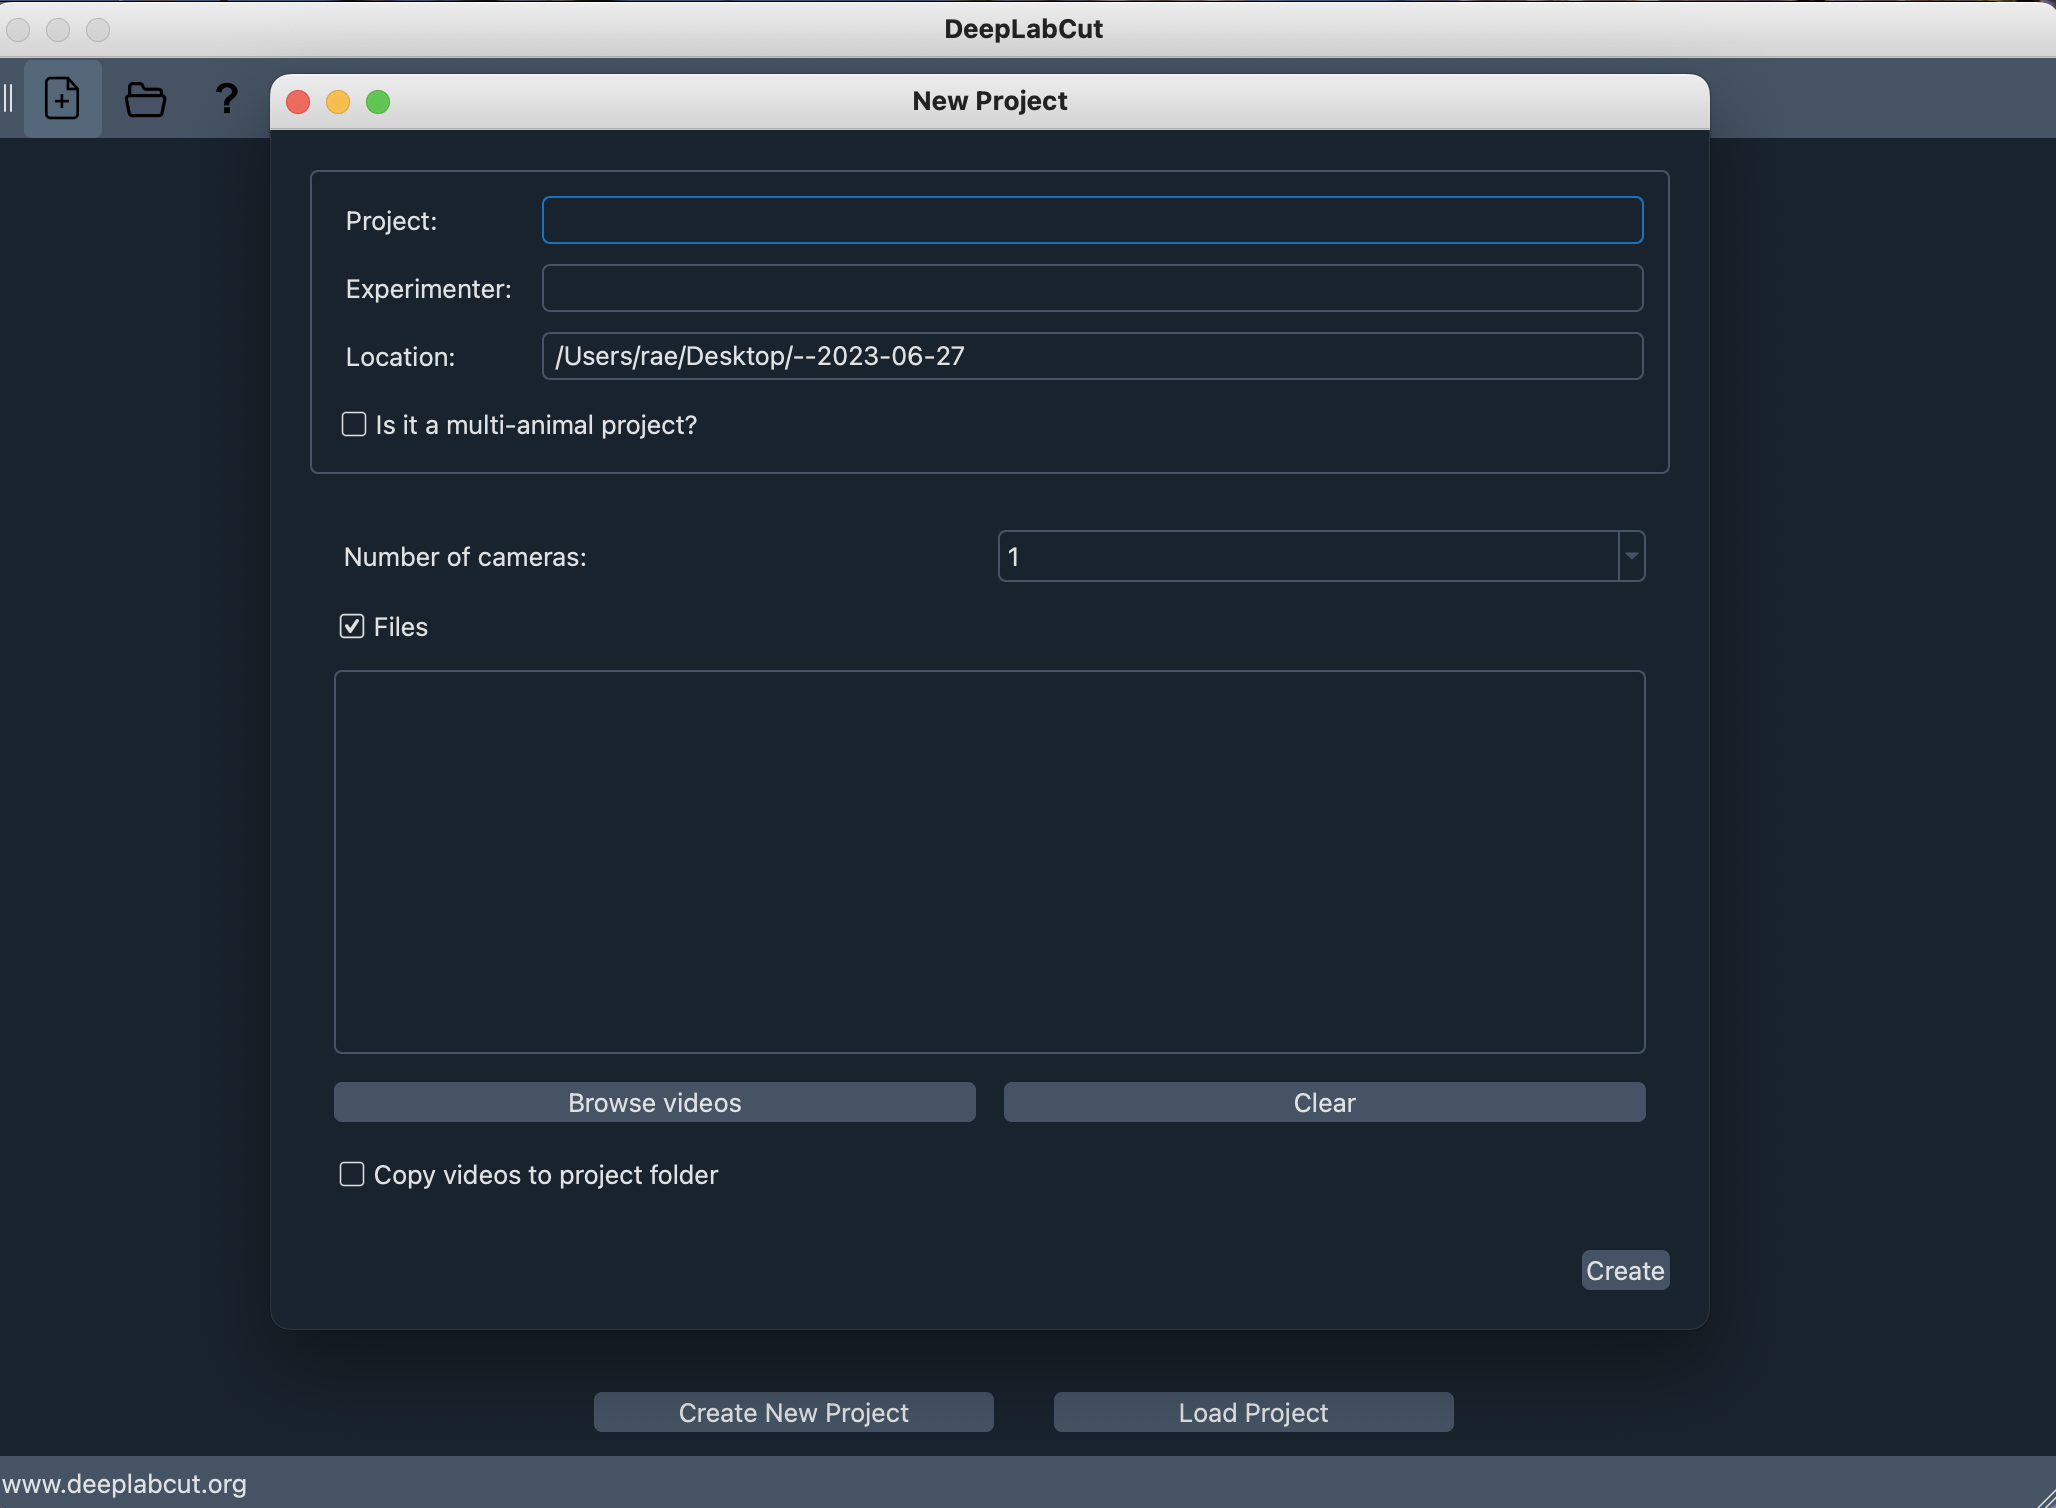 DeepLabCut
?
New Project
Project:
Experimenter:
Location: /Users/rae/Desktop/--2023-06-27
Is it a multi-animal project?
Number of cameras: 1
Files
Browse videos Clear
Copy videos to project folder
Create
Create New Project Load Project
www.deeplabcut.org